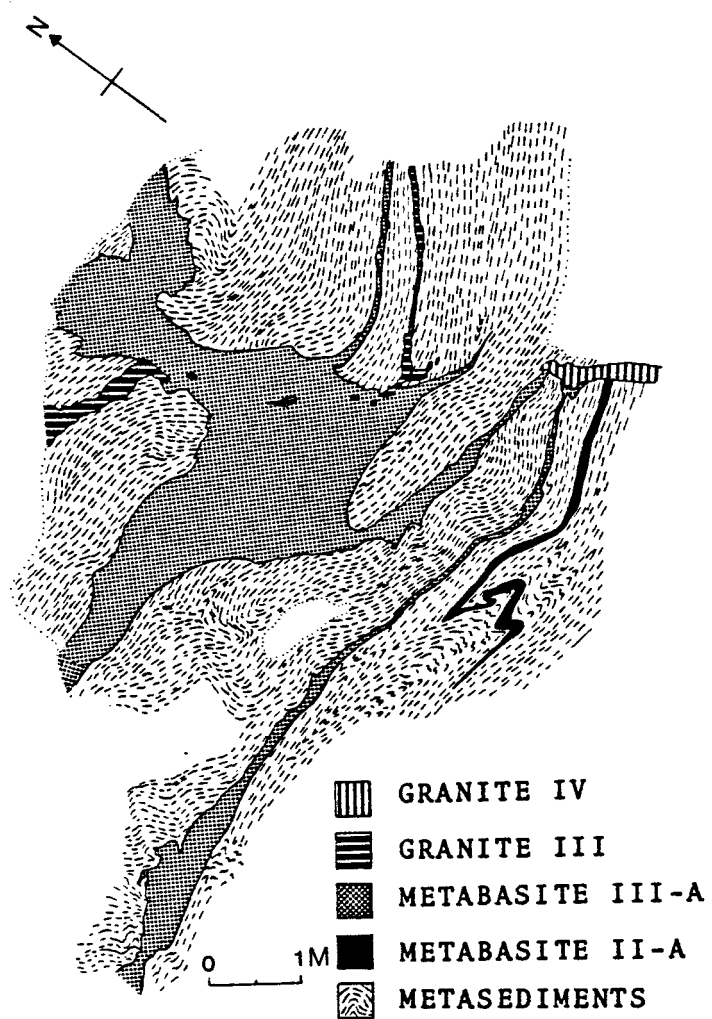 N
GRANITE IV
GRANITE III
METABASITE III-A
0 1M METABASITE II-A
METASEDIMENTS